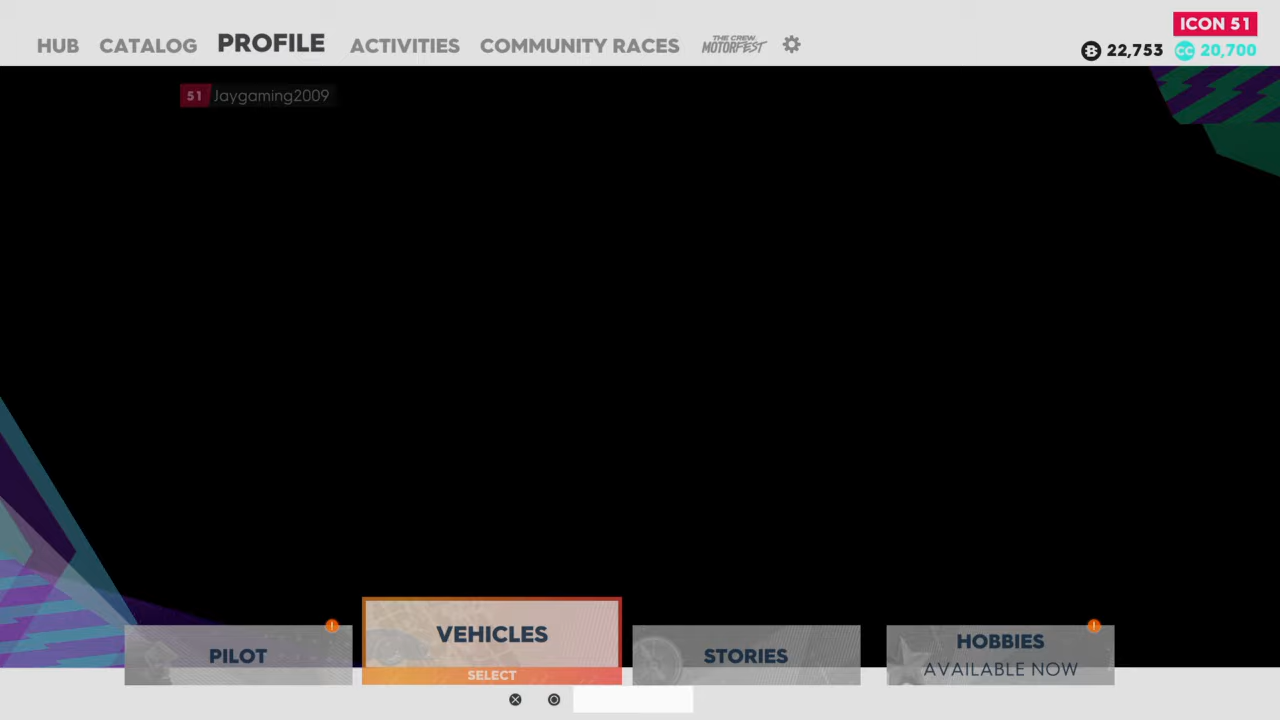 ICON 51
HUB CATALOG PROFILE ACTIVITIES COMMUNITY RACES THE CREW MOTORFEST
22,753 CC 20,700
51 Jaygaming2009
PILOT
VEHICLES
SELECT
STORIES
HOBBIES
AVAILABLE NOW